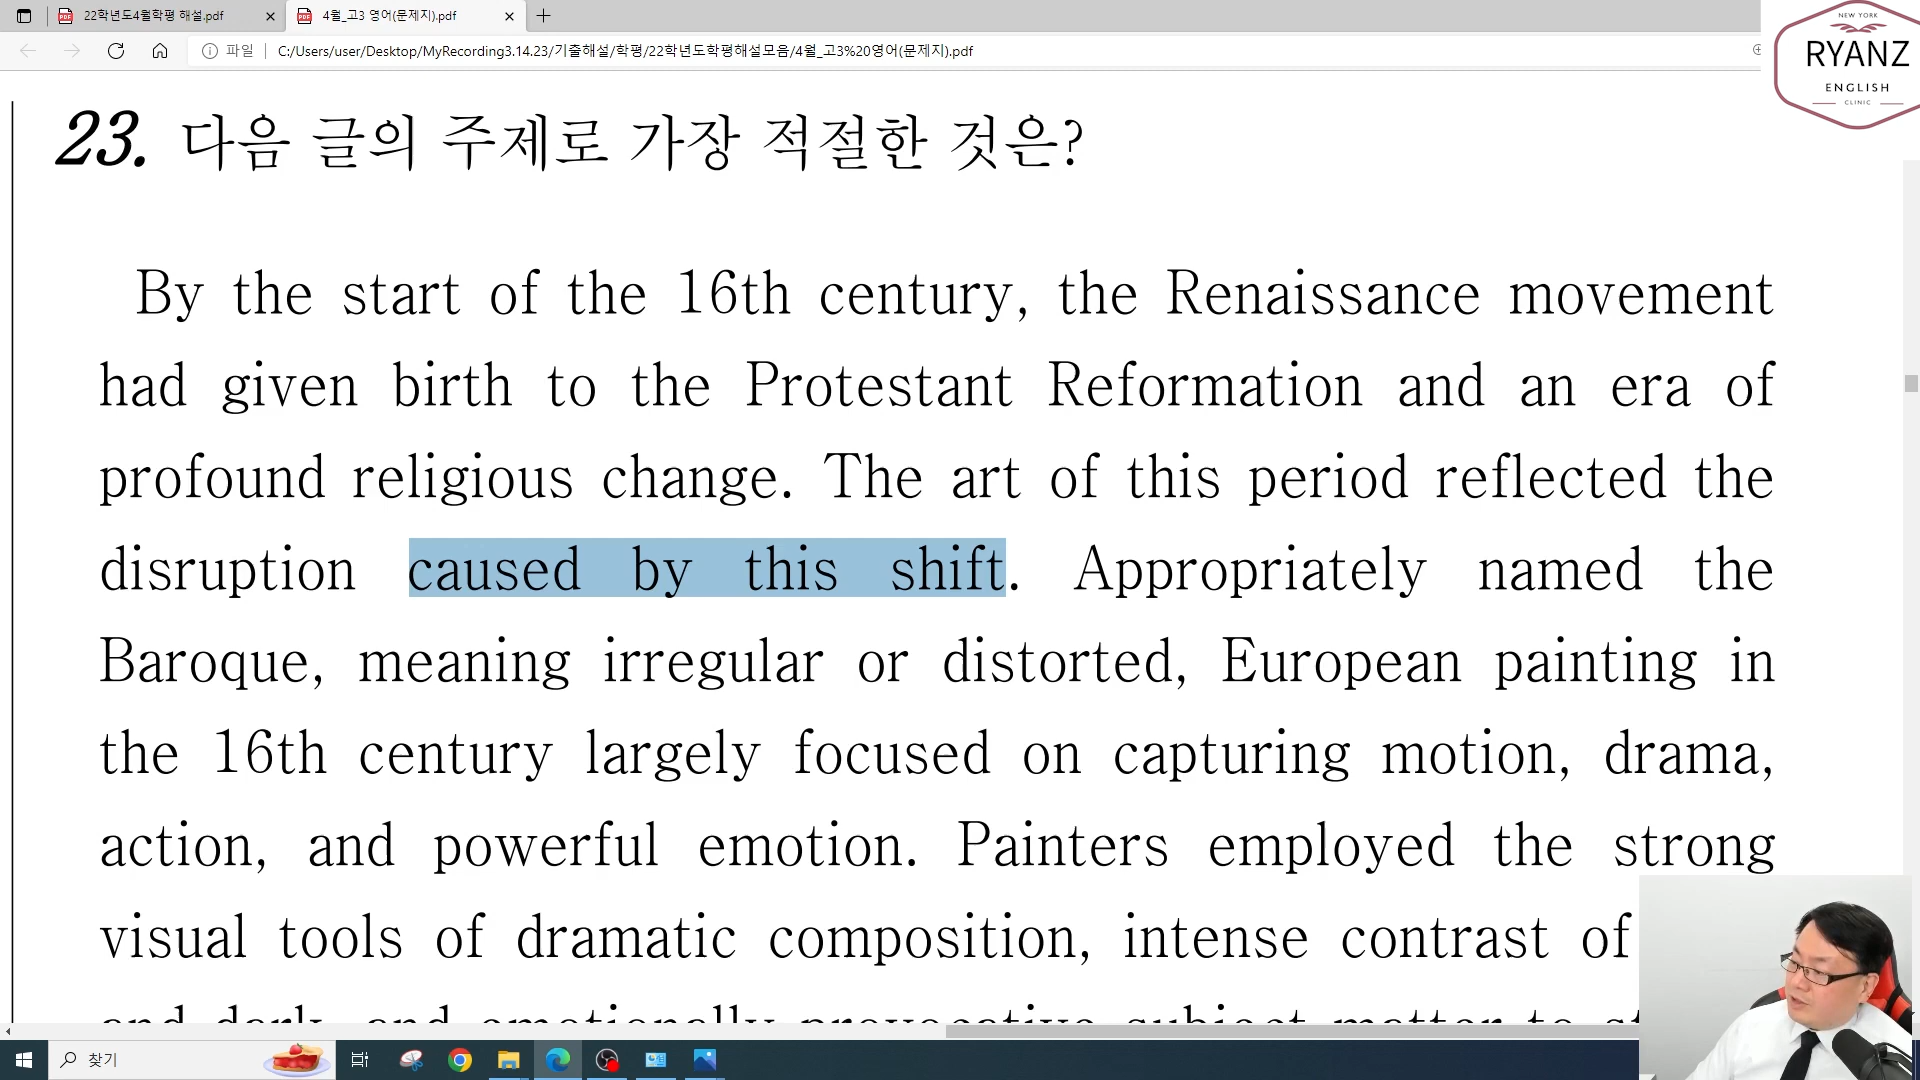 22학년도4월학평 해설.pdf
4월_고3 영어(문제지).pdf
파일
C:/Users/user/Desktop/MyRecording3.14.23/기출해설/학평/22학년도학평해설모음/4월_고3%20영어(문제지).pdf
NEW YORK
RYANZ
ENGLISH
CLINIC
23. 다음 글의 주제로 가장 적절한 것은?
By the start of the 16th century, the Renaissance movement
had given birth to the Protestant Reformation and an era of
profound religious change. The art of this period reflected the
disruption caused by this shift. Appropriately named the
Baroque, meaning irregular or distorted, European painting in
the 16th century largely focused on capturing motion, drama,
action, and powerful emotion. Painters employed the strong
visual tools of dramatic composition, intense contrast of
and dark, and emotionally provocative subject matter to
찾기